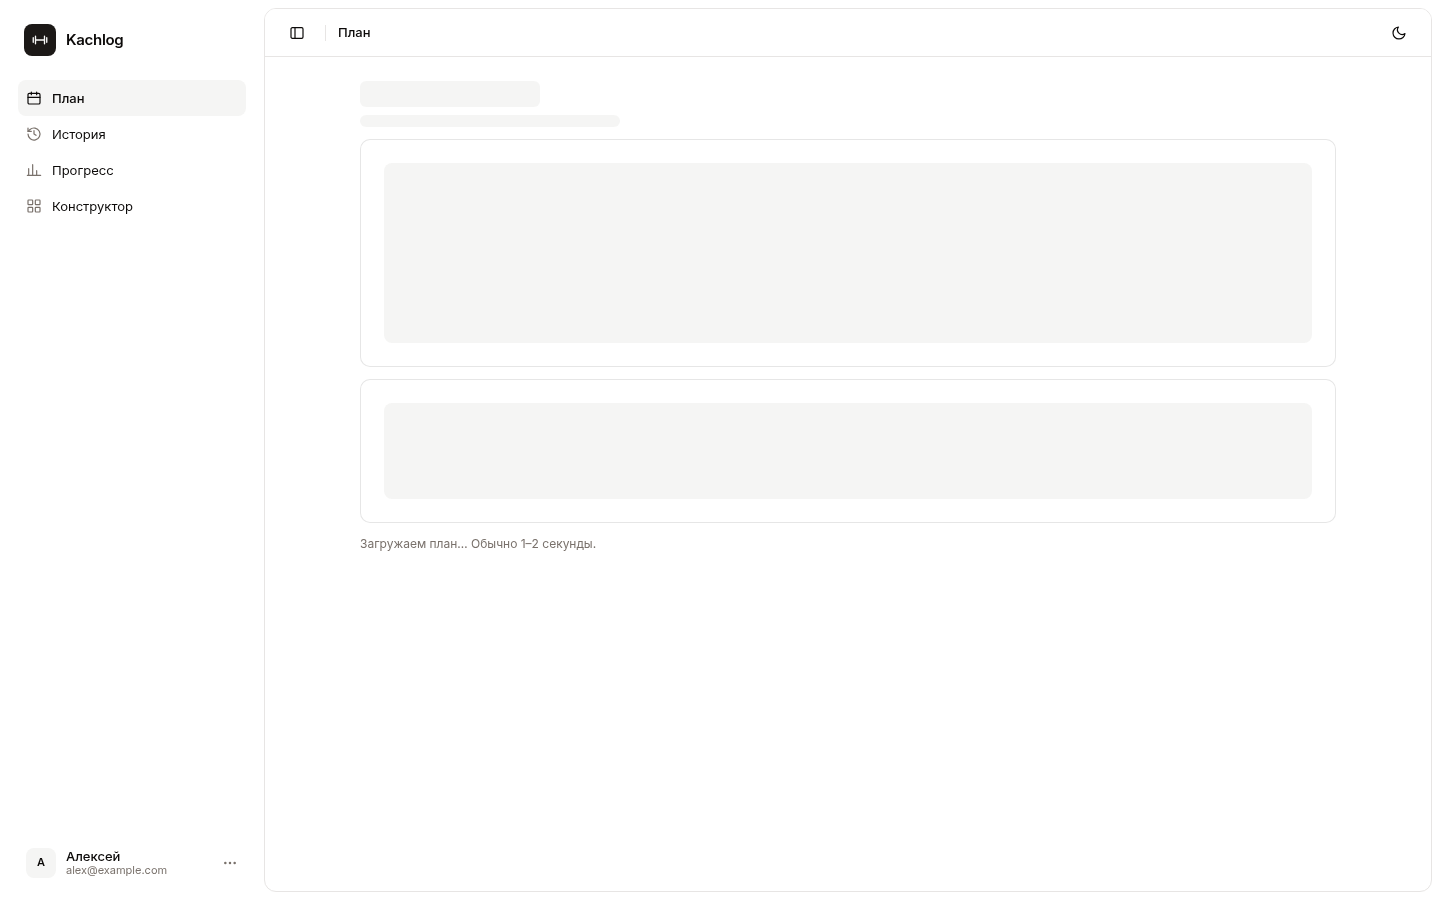 Kachlog
План
История
Прогресс
Конструктор
А
Алексей
alex@example.com
План
Загружаем план... Обычно 1–2 секунды.